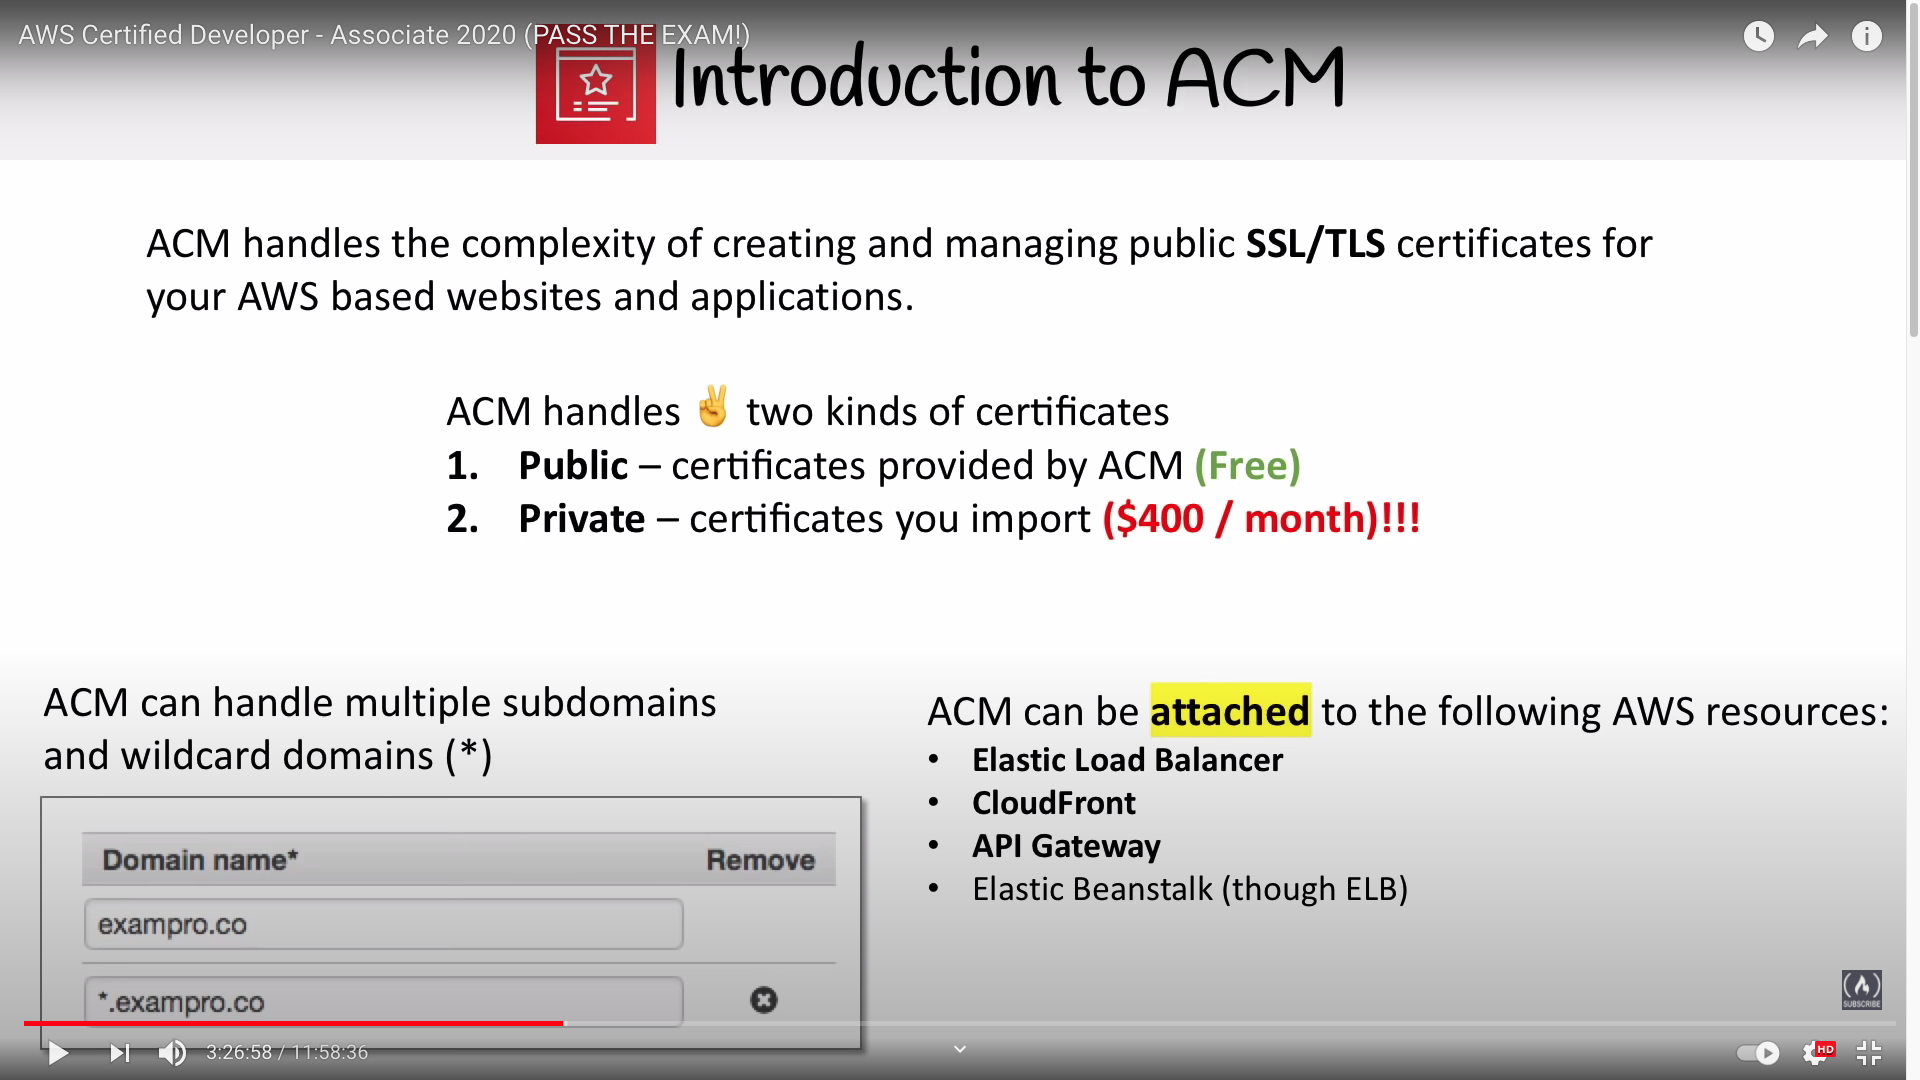 AWS Certified Developer - Associate 2020 (PASS THE EXAM!)
Introduction to ACM
ACM handles the complexity of creating and managing public SSL/TLS certificates for
your AWS based websites and applications.
ACM handles ✌ two kinds of certificates
1. Public – certificates provided by ACM (Free)
2. Private – certificates you import ($400 / month)!!!
ACM can handle multiple subdomains
and wildcard domains (*)
Domain name* Remove
exampro.co
*.exampro.co
ACM can be attached to the following AWS resources:
• Elastic Load Balancer
• CloudFront
• API Gateway
• Elastic Beanstalk (though ELB)
SUBSCRIBE
3:26:58 / 11:58:36
HD